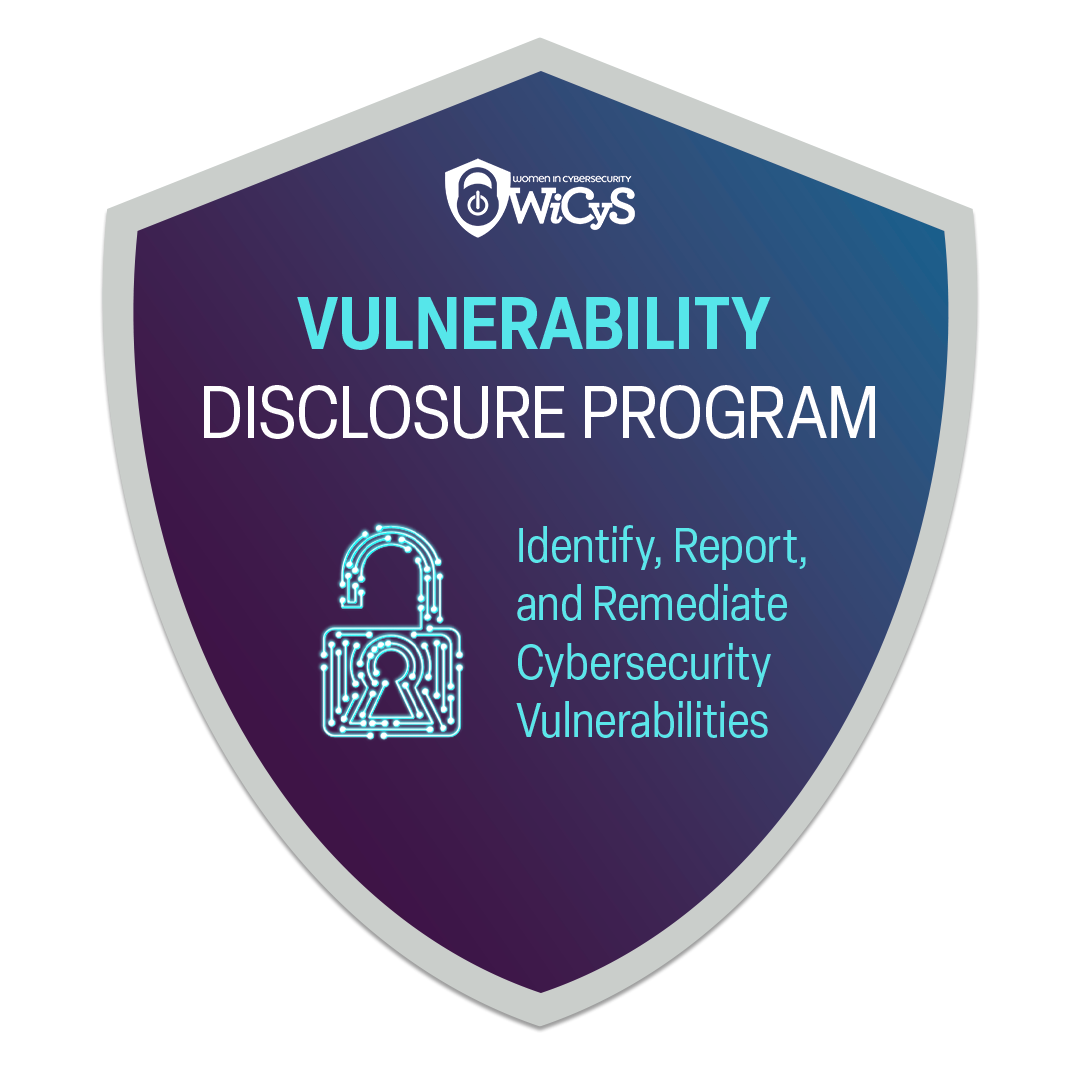 WOMEN IN CYBERSECURITY
WiCyS
VULNERABILITY
DISCLOSURE PROGRAM
Identify, Report,
and Remediate
Cybersecurity
Vulnerabilities